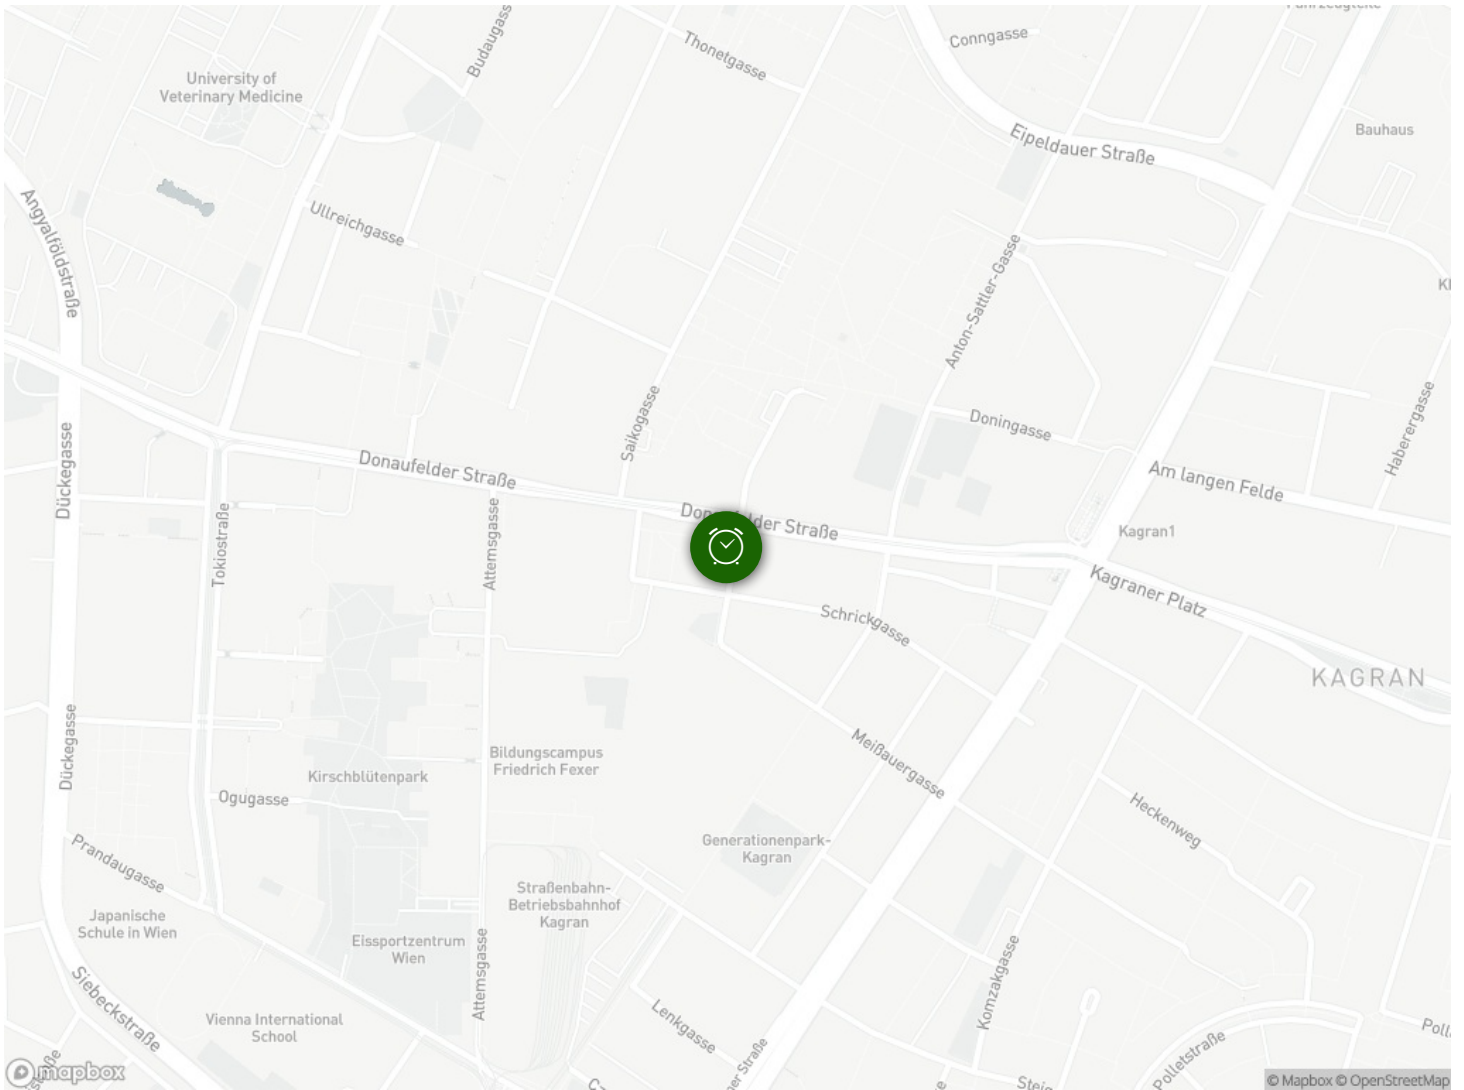 Conngasse
Thonetgasse
Budaugasse
University of
Veterinary Medicine
Eipeldauer Straße
Bauhaus
Angyalföldstraße
Ullreichgasse
Anton-Sattler-Gasse
Saikogasse
Haberergasse
Doningasse
Dückegasse
Donaufelder Straße
Am langen Felde
Tokiostraße
Attemsgasse
Straße
Kagran1
Kagraner Platz
Schrickgasse
KAGRAN
Dückegasse
Meißauergasse
Bildungscampus
Friedrich Fexer
Kirschblütenpark
Ogugasse
Heckenweg
Generationenpark-
Kagran
Prandaugasse
Straßenbahn-
Betriebsbahnhof
Kagran
Japanische
Schule in Wien
Eissportzentrum
Wien
Attemsgasse
Komzakgasse
Siebeckstraße
Vienna International
School
Lenkgasse
Polletstraße
mapbox
© Mapbox © OpenStreetMap